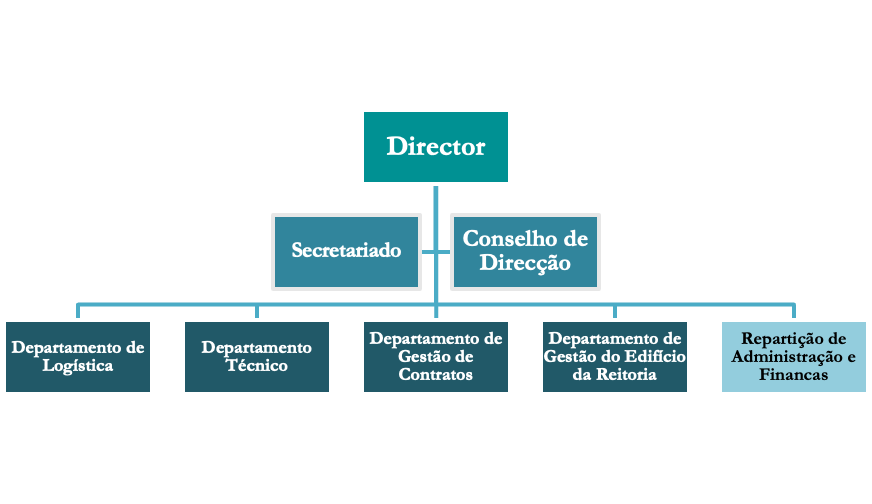 Director
Secretariado
Conselho de
Direcção
Departamento de
Logística
Departamento
Técnico
Departamento de
Gestão de
Contratos
Departamento de
Gestão do Edifício
da Reitoria
Repartição de
Administração e
Financas